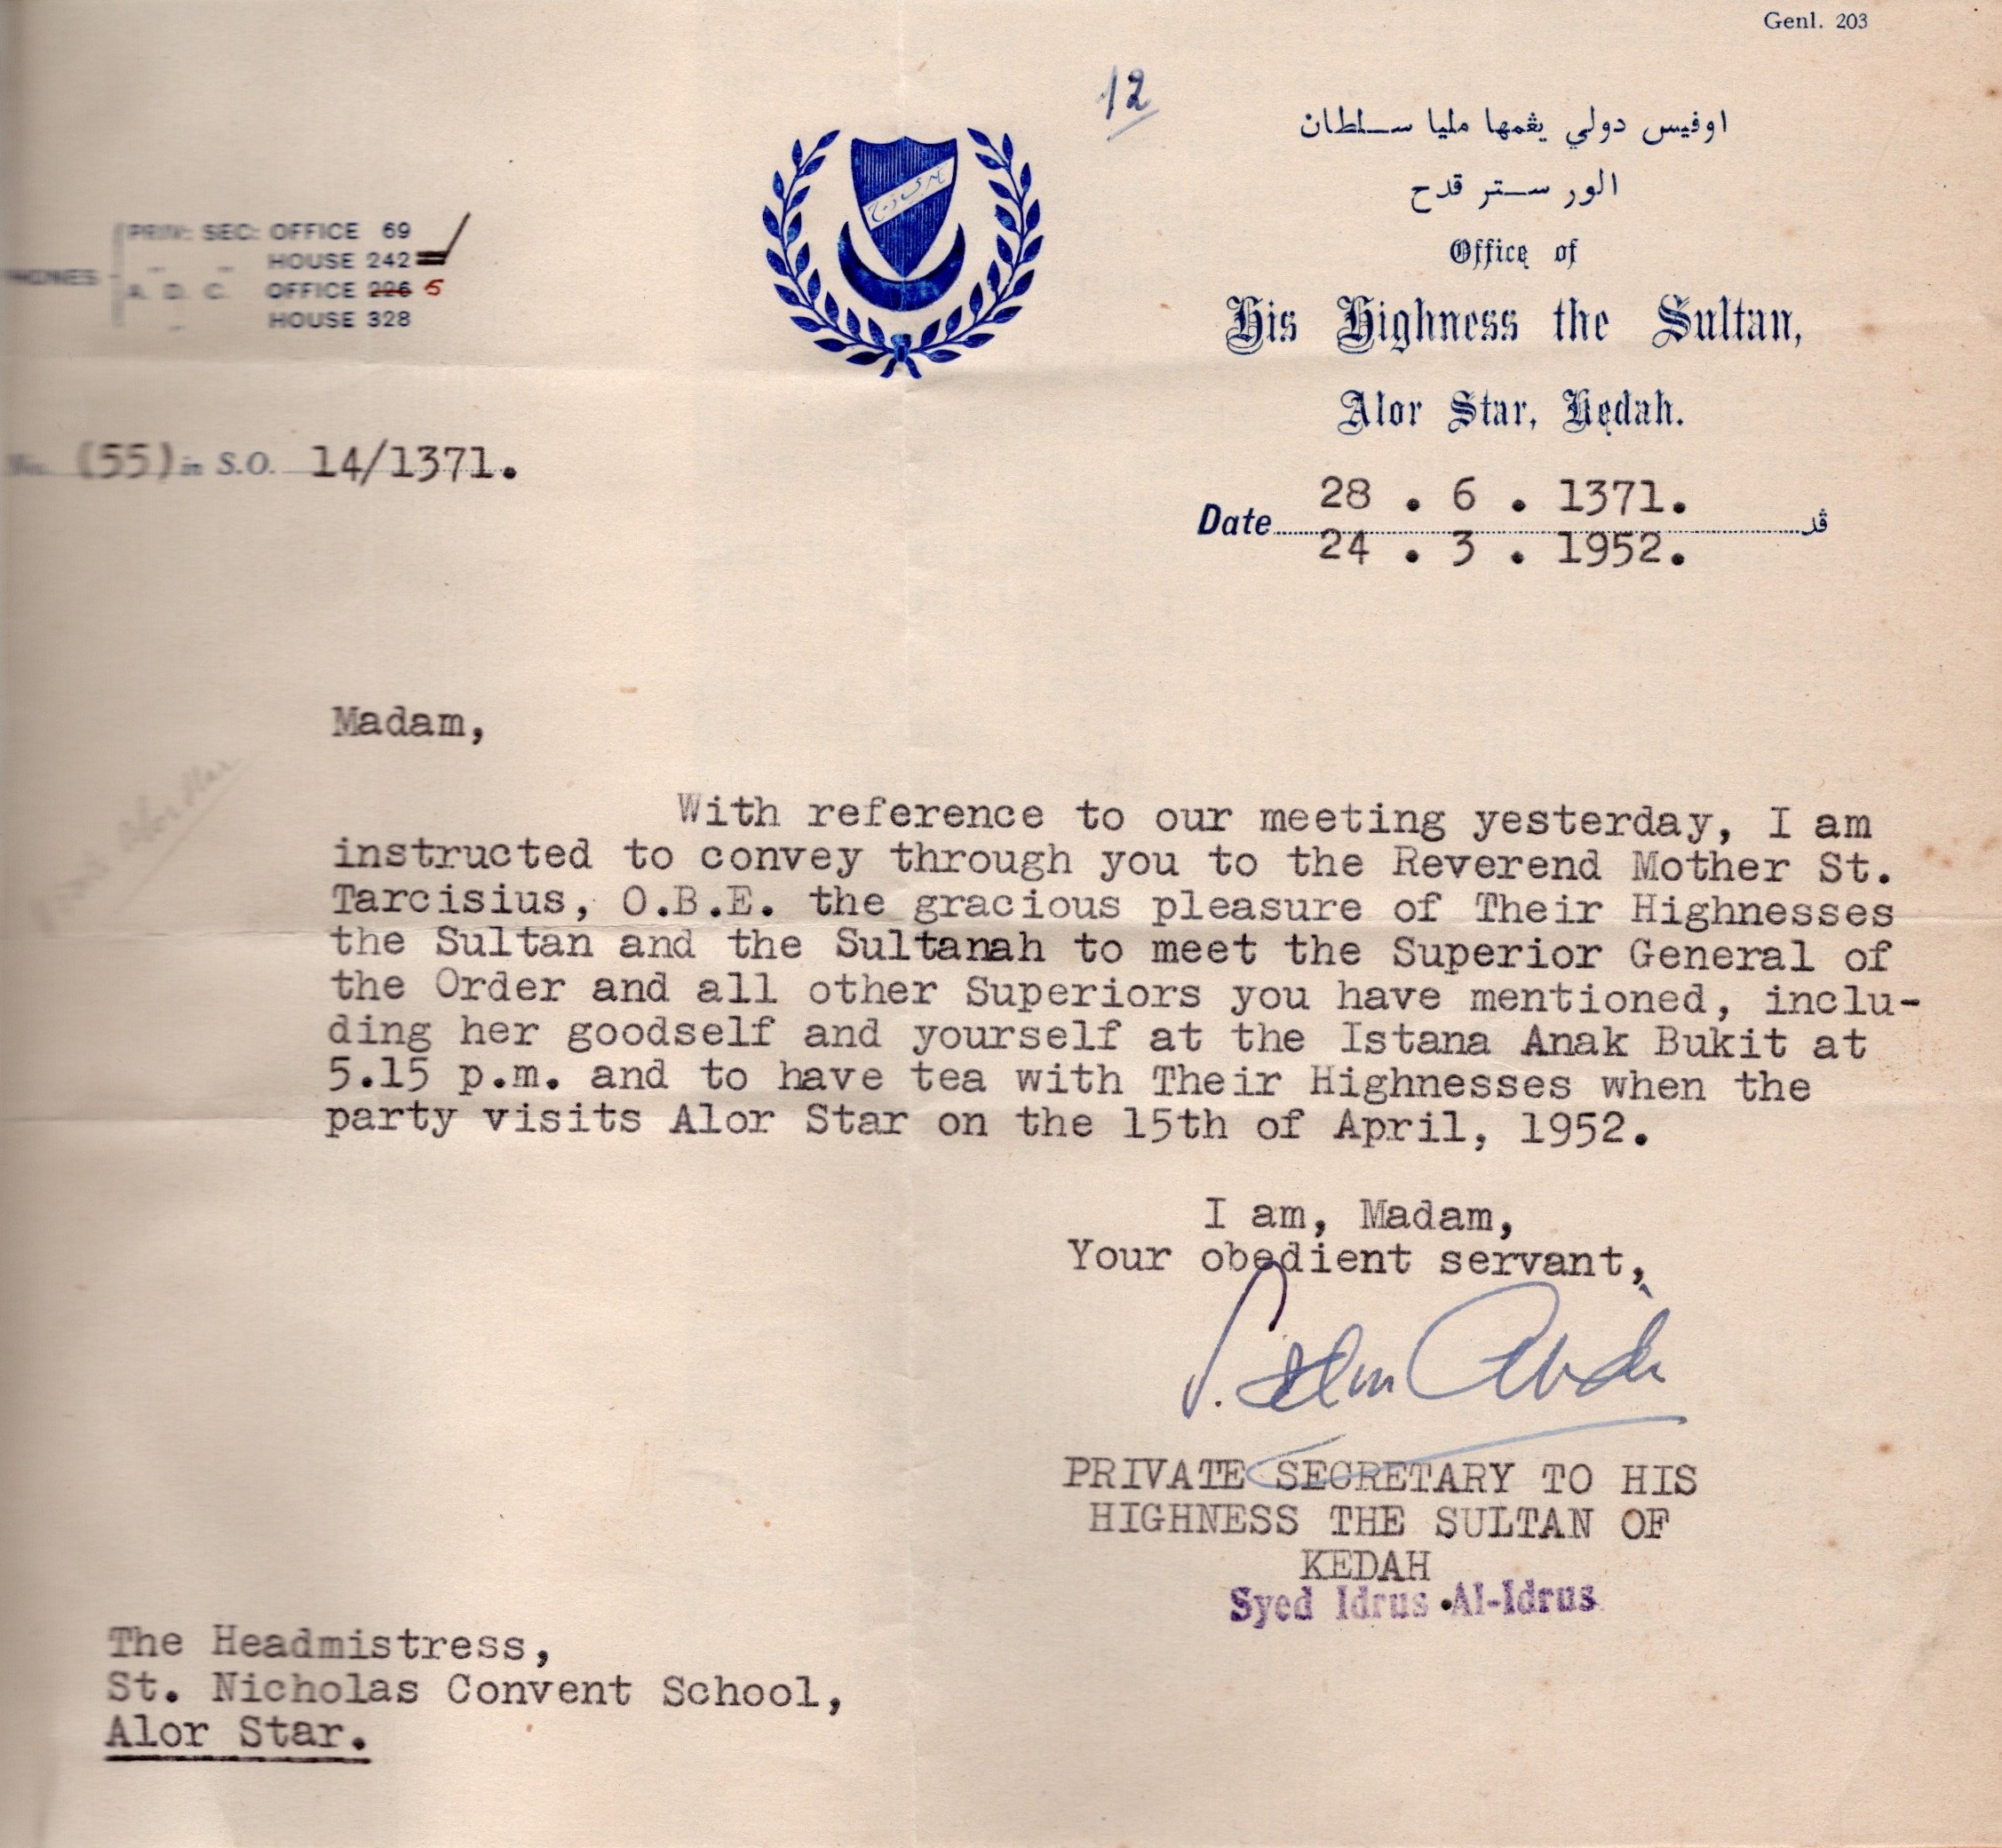 Genl. 203
12
اوفيس دولي يڠمها مليا سلطان
الور ستر قدح
Office of
His Highness the Sultan,
Alor Star, Kedah.
PRIV: SEC: OFFICE 69
HOUSE 242
PHONES
A. D. C. OFFICE 226 5
HOUSE 328
No. (55) in S.O. 14/1371.
28 . 6 . 1371.
Date ڤد
24 . 3 . 1952.
Madam,
With reference to our meeting yesterday, I am
instructed to convey through you to the Reverend Mother St.
Tarcisius, O.B.E. the gracious pleasure of Their Highnesses
the Sultan and the Sultanah to meet the Superior General of
the Order and all other Superiors you have mentioned, inclu-
ding her goodself and yourself at the Istana Anak Bukit at
5.15 p.m. and to have tea with Their Highnesses when the
party visits Alor Star on the 15th of April, 1952.
I am, Madam,
Your obedient servant,
PRIVATE SECRETARY TO HIS
HIGHNESS THE SULTAN OF
KEDAH
Syed Idrus Al-Idrus
The Headmistress,
St. Nicholas Convent School,
Alor Star.